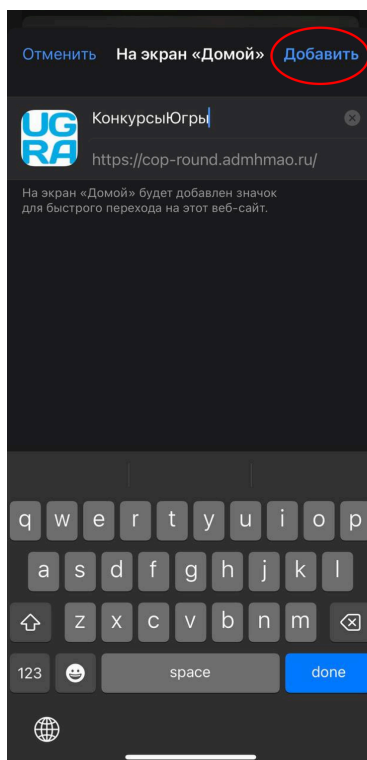 Отменить На экран «Домой» Добавить
UG
RA
КонкурсыЮгры
https://cop-round.admhmao.ru/
На экран «Домой» будет добавлен значок
для быстрого перехода на этот веб-сайт.
q w e r t y u i o p
a s d f g h j k l
z x c v b n m
123 space done